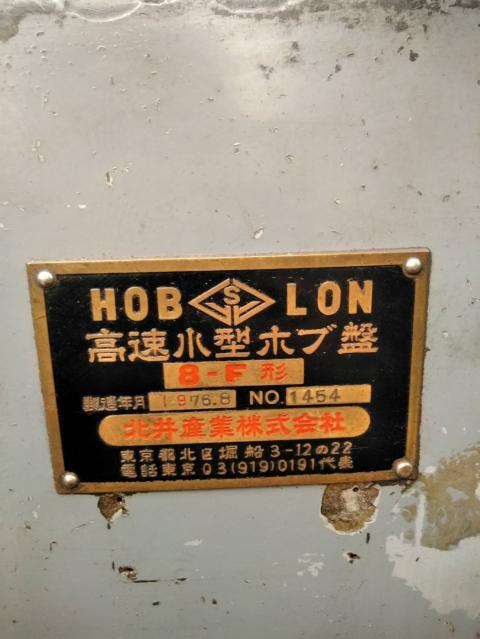 HOB S LON
高速小型ホブ盤
8-F形
製造年月 1976.8 NO.1454
北井産業株式会社
東京都北区堀船3-12の22
電話東京03(919)0191代表